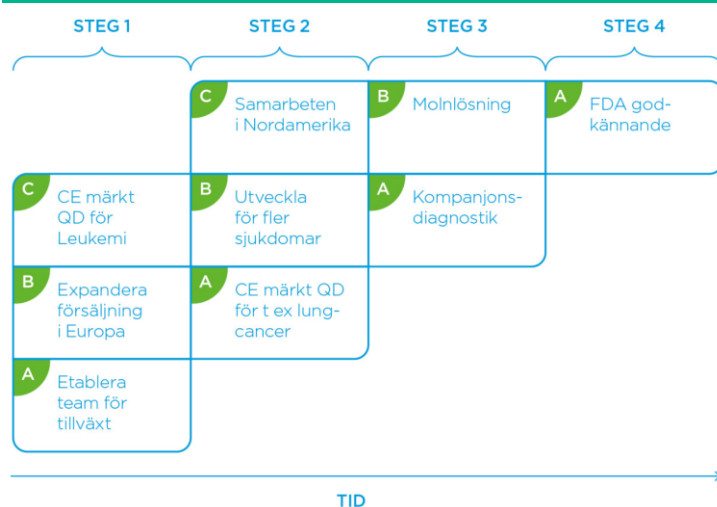 STEG 1
STEG 2
STEG 3
STEG 4
C
Samarbeten
i Nordamerika
B
Molnlösning
A
FDA god-
kännande
C
CE märkt
QD för
Leukemi
B
Utveckla
för fler
sjukdomar
A
Kompanjons-
diagnostik
B
Expandera
försäljning
i Europa
A
CE märkt QD
för t ex lung-
cancer
A
Etablera
team för
tillväxt
TID